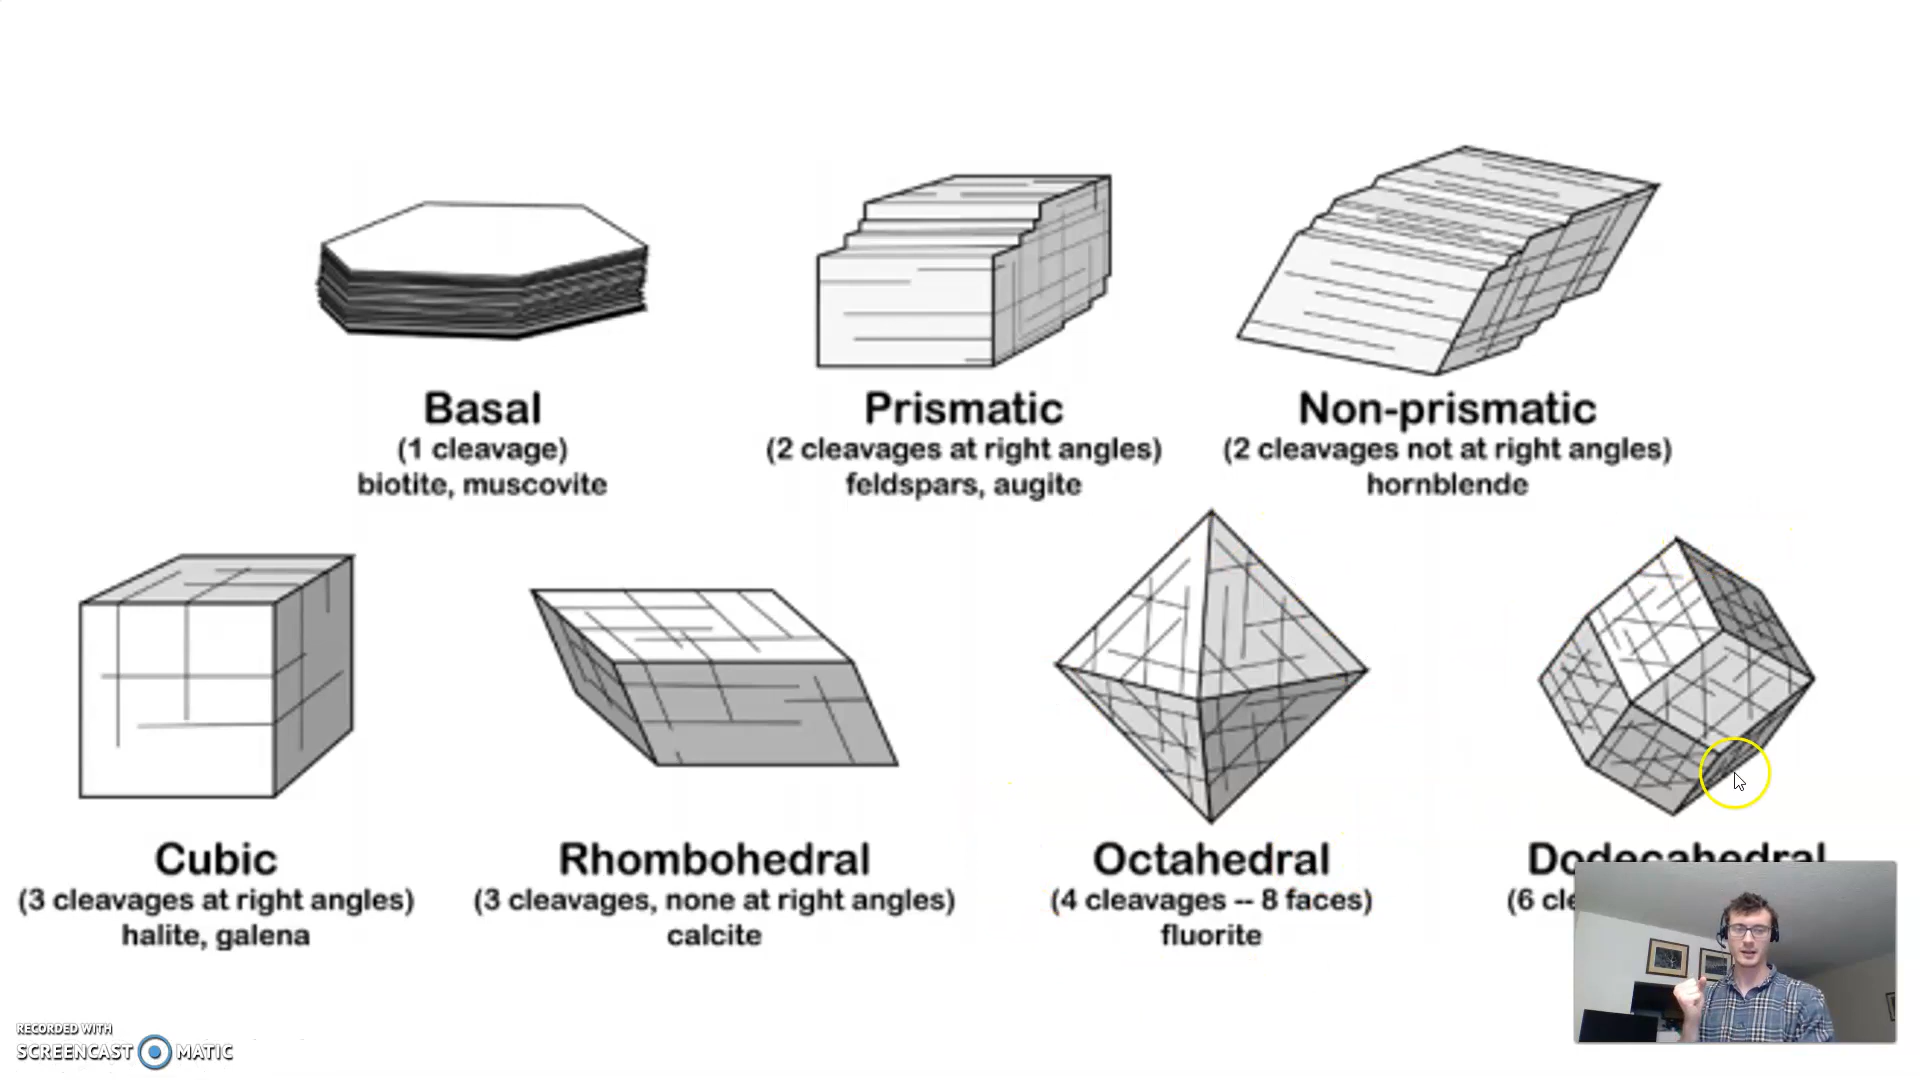 Basal
(1 cleavage)
biotite, muscovite
Prismatic
(2 cleavages at right angles)
feldspars, augite
Non-prismatic
(2 cleavages not at right angles)
hornblende
Cubic
(3 cleavages at right angles)
halite, galena
Rhombohedral
(3 cleavages, none at right angles)
calcite
Octahedral
(4 cleavages -- 8 faces)
fluorite
Dodecahedral
(6 cle
RECORDED WITH
SCREENCAST MATIC